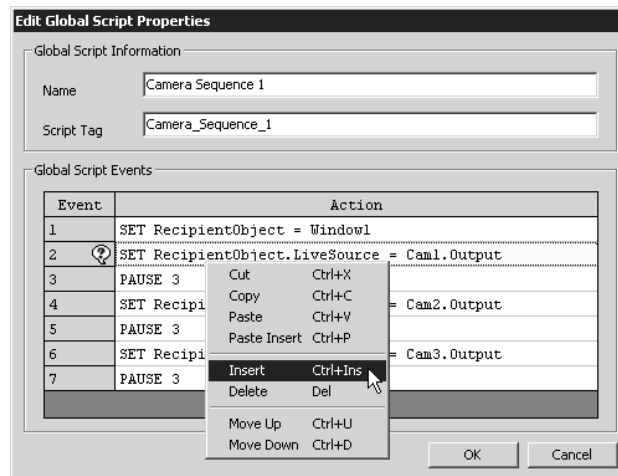 Edit Global Script Properties
Global Script Information
Name Camera Sequence 1
Script Tag Camera_Sequence_1
Global Script Events
Event Action
1 SET RecipientObject = Window1
2 SET RecipientObject.LiveSource = Cam1.Output
3 PAUSE 3
4 SET Recipi = Cam2.Output
5 PAUSE 3
6 SET Recipi = Cam3.Output
7 PAUSE 3
Cut Ctrl+X
Copy Ctrl+C
Paste Ctrl+V
Paste Insert Ctrl+P
Insert Ctrl+Ins
Delete Del
Move Up Ctrl+U
Move Down Ctrl+D
OK Cancel